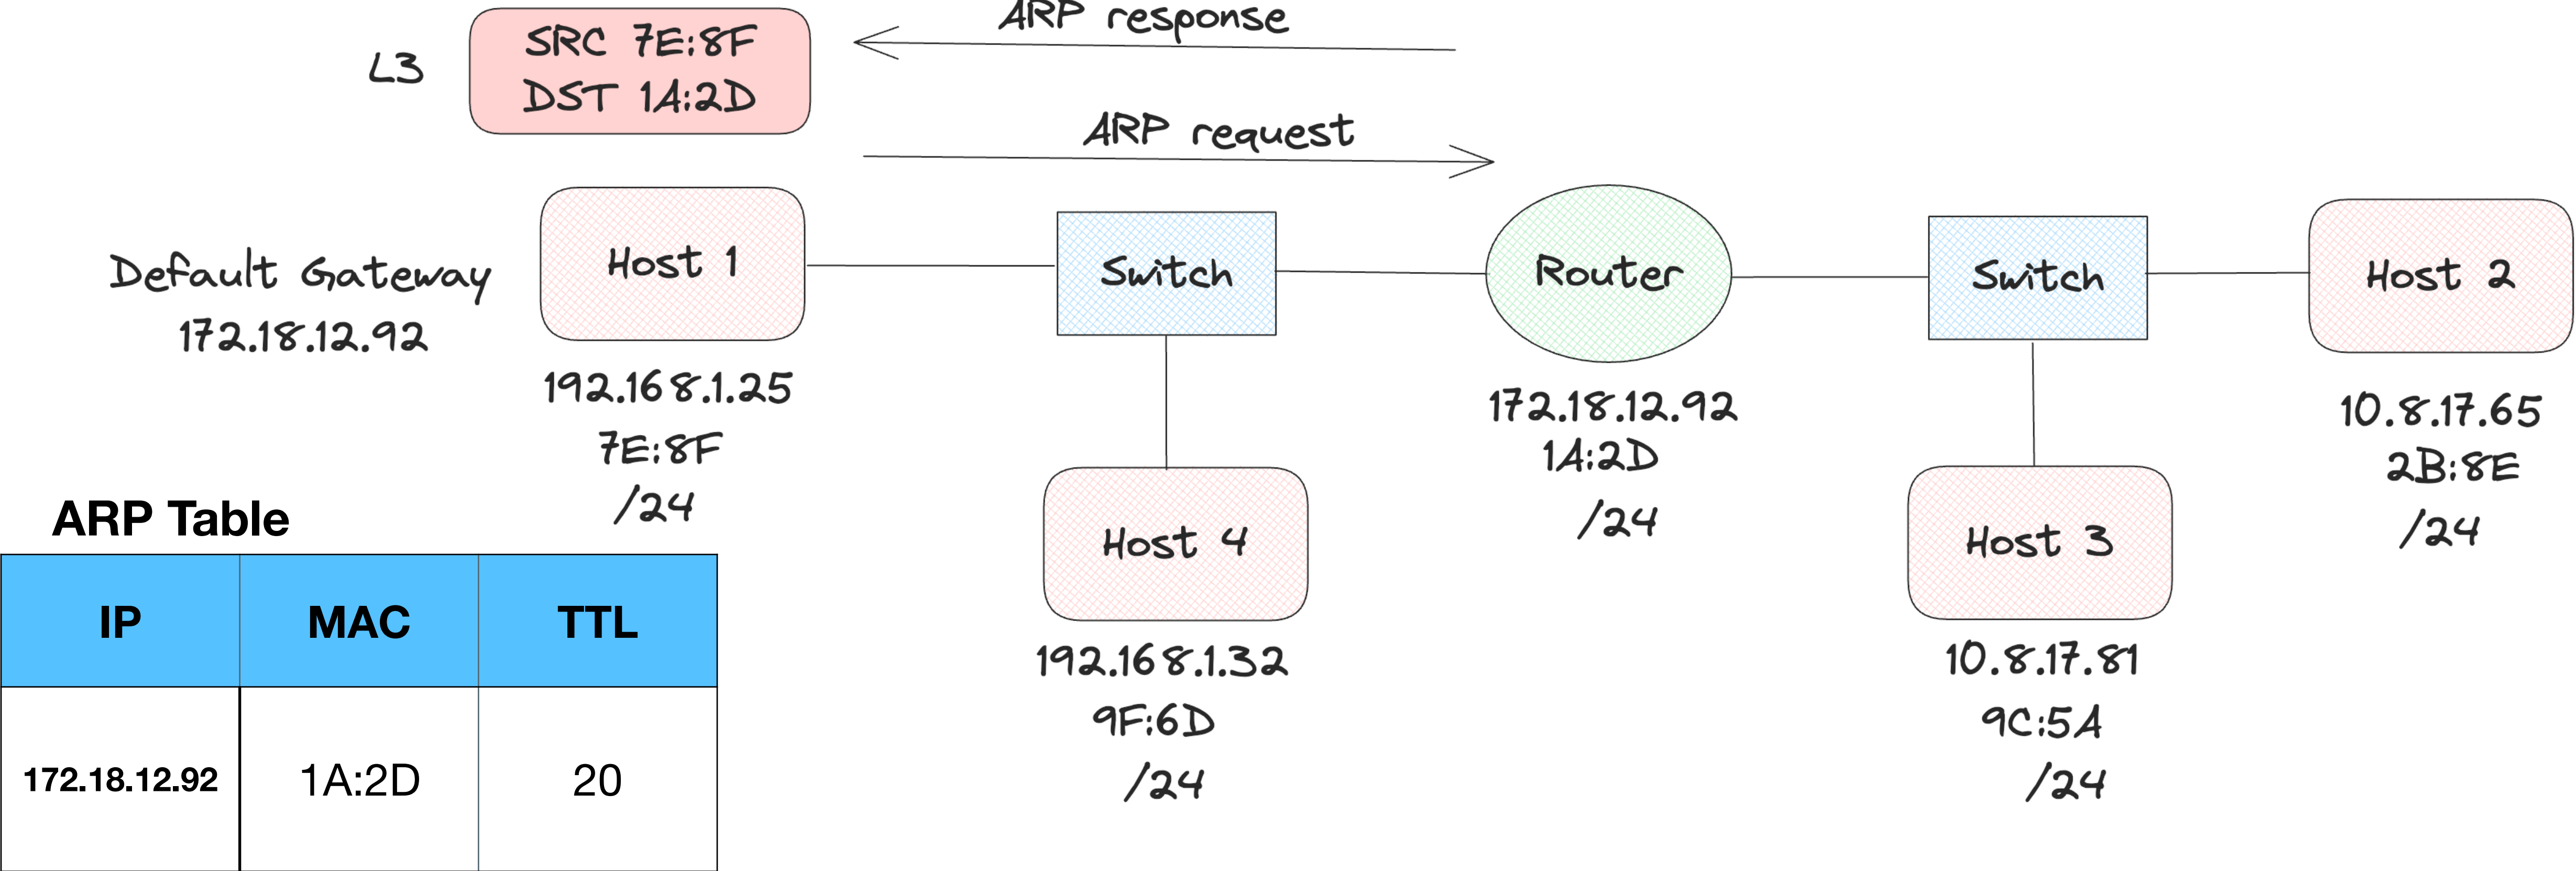 ARP response
L3
SRC 7E:8F
DST 1A:2D
ARP request
Default Gateway
172.18.12.92
Host 1
Switch
Router
Switch
Host 2
192.168.1.25
7E:8F
/24
172.18.12.92
1A:2D
/24
10.8.17.65
2B:8E
/24
Host 4
192.168.1.32
9F:6D
/24
Host 3
10.8.17.81
9C:5A
/24
ARP Table
IP MAC TTL
172.18.12.92 1A:2D 20